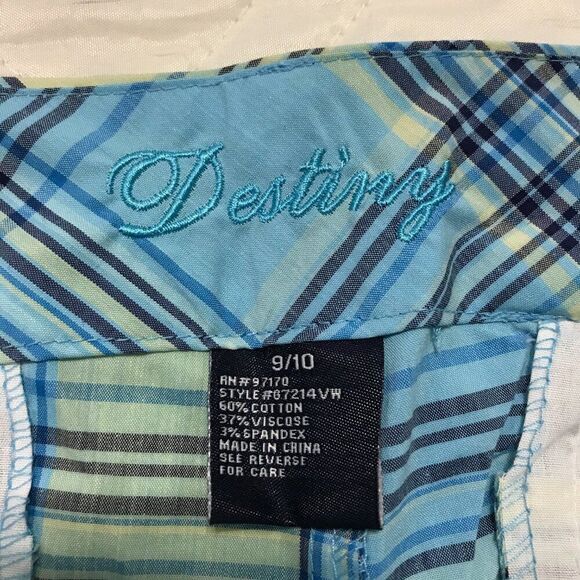 Destiny
9/10
RN#97170
STYLE#G7214VW
60% COTTON
37% VISCOSE
3% SPANDEX
MADE IN CHINA
SEE REVERSE
FOR CARE